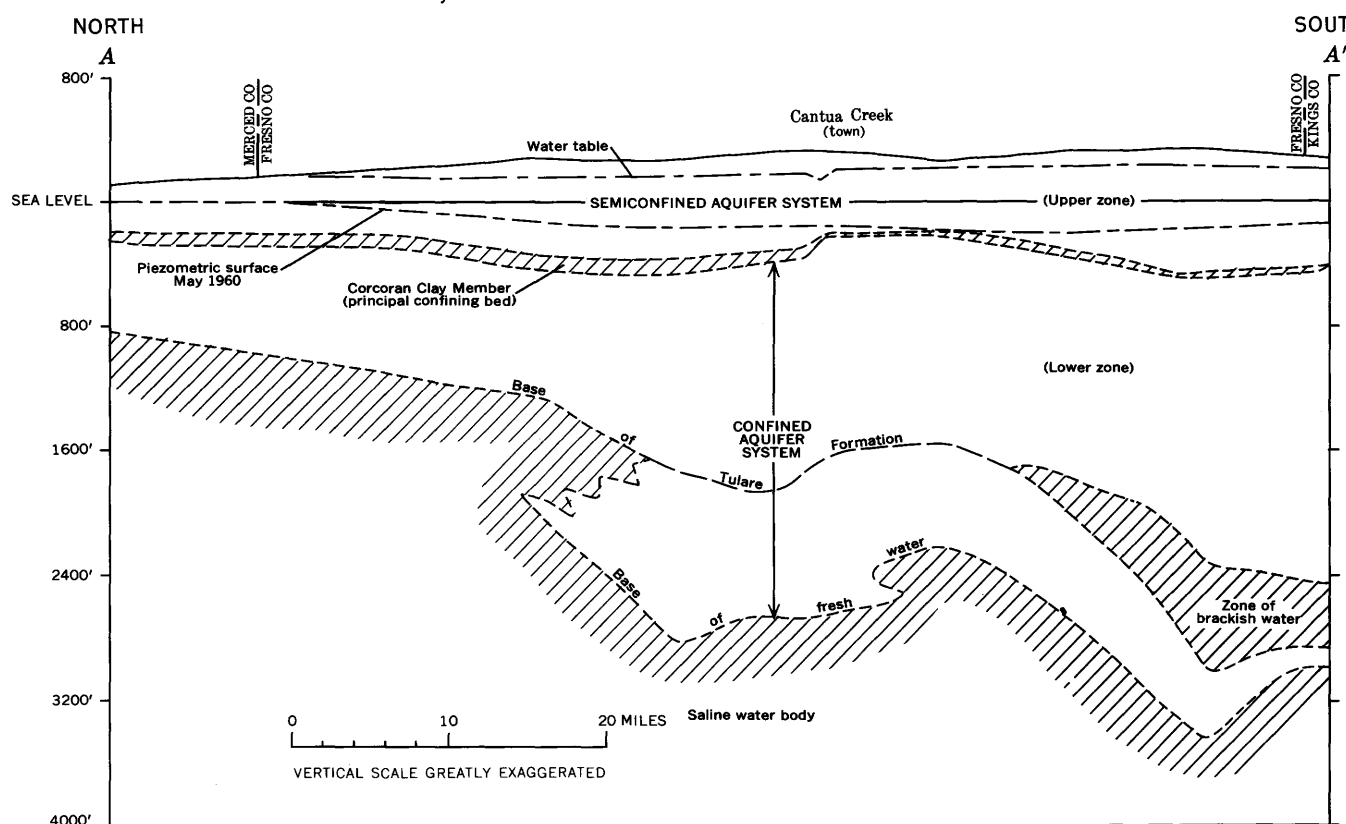 NORTH
A
SOUT
A'
800'
MERCED CO
FRESNO CO
Cantua Creek
(town)
FRESNO CO
KINGS CO
Water table
SEA LEVEL
SEMICONFINED AQUIFER SYSTEM
(Upper zone)
Piezometric surface
May 1960
Corcoran Clay Member
(principal confining bed)
800'
(Lower zone)
Base of Tulare Formation
CONFINED
AQUIFER
SYSTEM
1600'
Base of fresh water
2400'
Zone of
brackish water
3200'
0 10 20 MILES
Saline water body
VERTICAL SCALE GREATLY EXAGGERATED
4000'